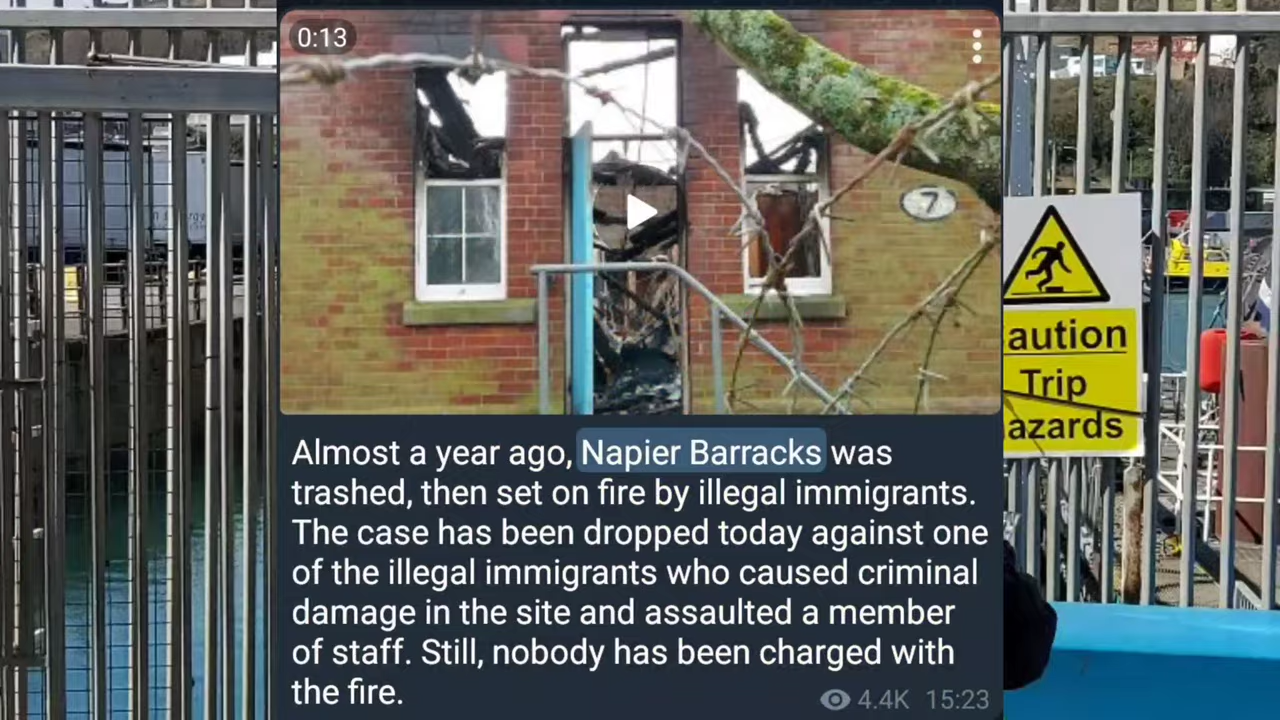 0:13
7
Almost a year ago, Napier Barracks was
trashed, then set on fire by illegal immigrants.
The case has been dropped today against one
of the illegal immigrants who caused criminal
damage in the site and assaulted a member
of staff. Still, nobody has been charged with
the fire.
4.4K 15:23
aution
Trip
azards